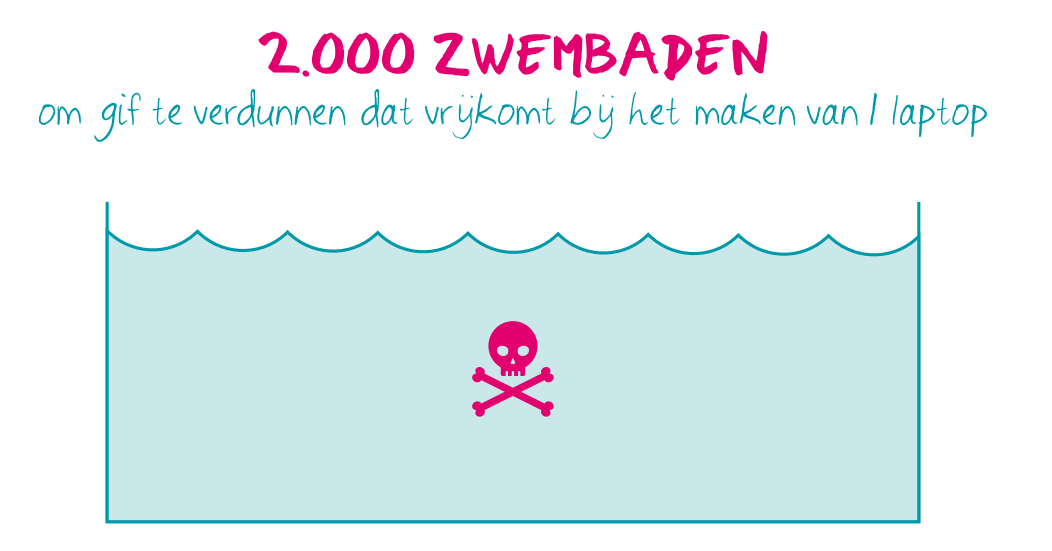 2.000 ZWEMBADEN
om gif te verdunnen dat vrijkomt bij het maken van 1 laptop